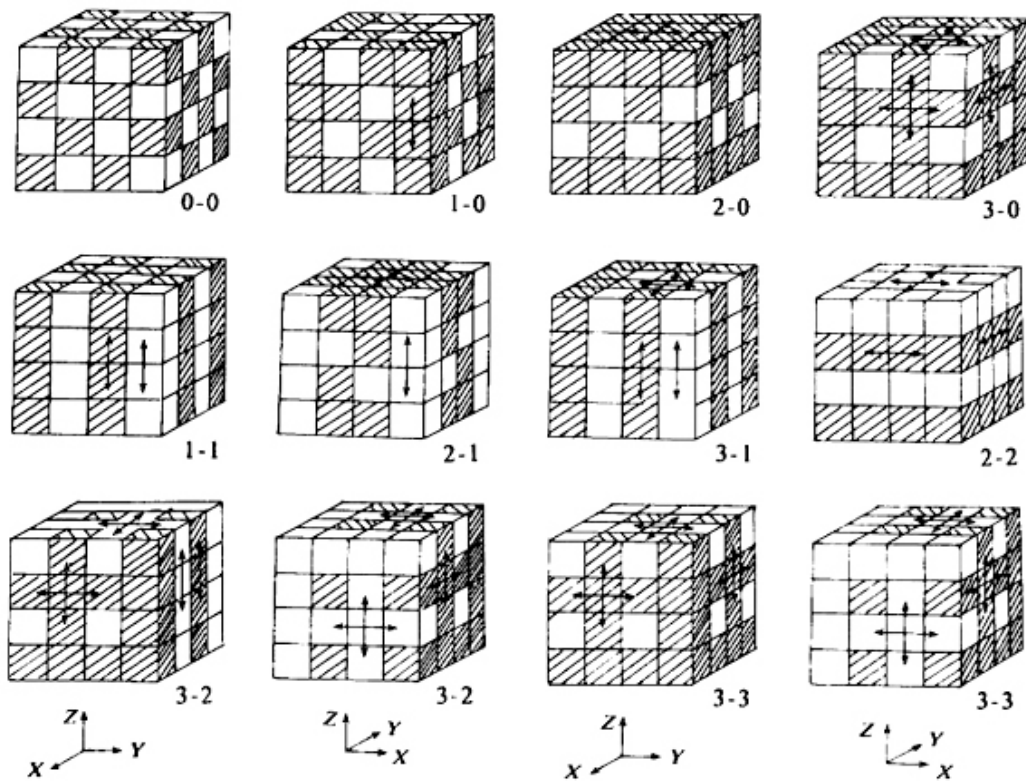 0-0 1-0 2-0 3-0
1-1 2-1 3-1 2-2
3-2 3-2 3-3 3-3
Z Z Z Z
Y Y
X Y X X Y X